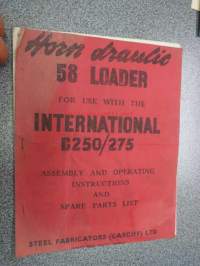 Horn draulic
58 LOADER
FOR USE WITH THE
INTERNATIONAL
B250/275
ASSEMBLY AND OPERATING
INSTRUCTIONS
AND
SPARE PARTS LIST
STEEL FABRICATORS (CARDIFF) LTD